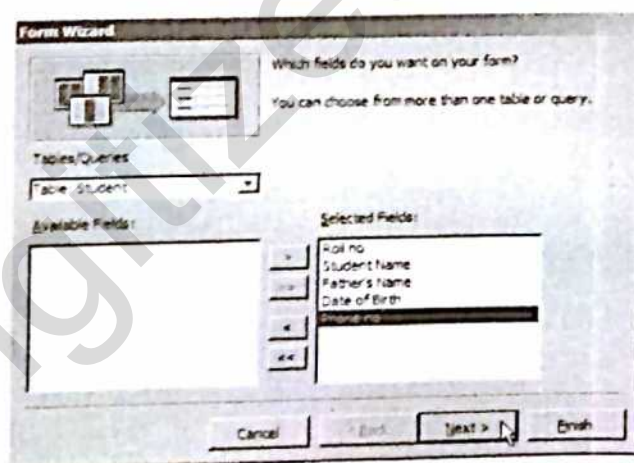 Form Wizard
Which fields do you want on your form?
You can choose from more than one table or query.
Tables/Queries
Table: Student
Available Fields:
Selected Fields:
Roll no
Student Name
Father's Name
Date of Birth
Phone no
>
>>
<
<<
Cancel
< Back
Next >
Finish